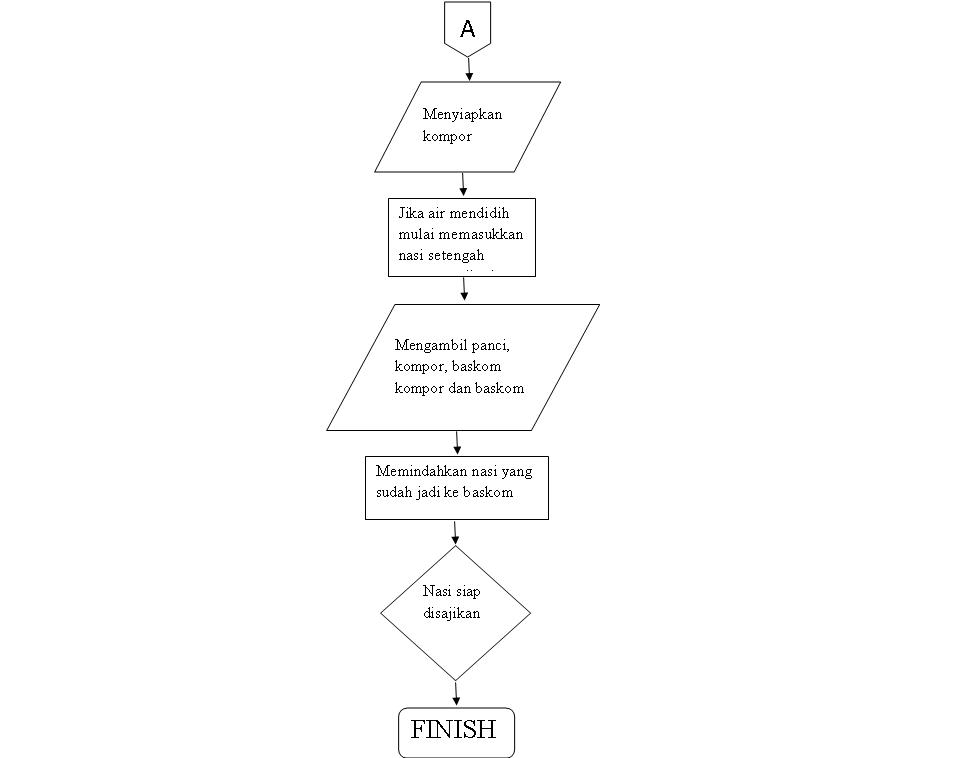 A
Menyiapkan
kompor
Jika air mendidih
mulai memasukkan
nasi setengah
Mengambil panci,
kompor, baskom
kompor dan baskom
Memindahkan nasi yang
sudah jadi ke baskom
Nasi siap
disajikan
FINISH